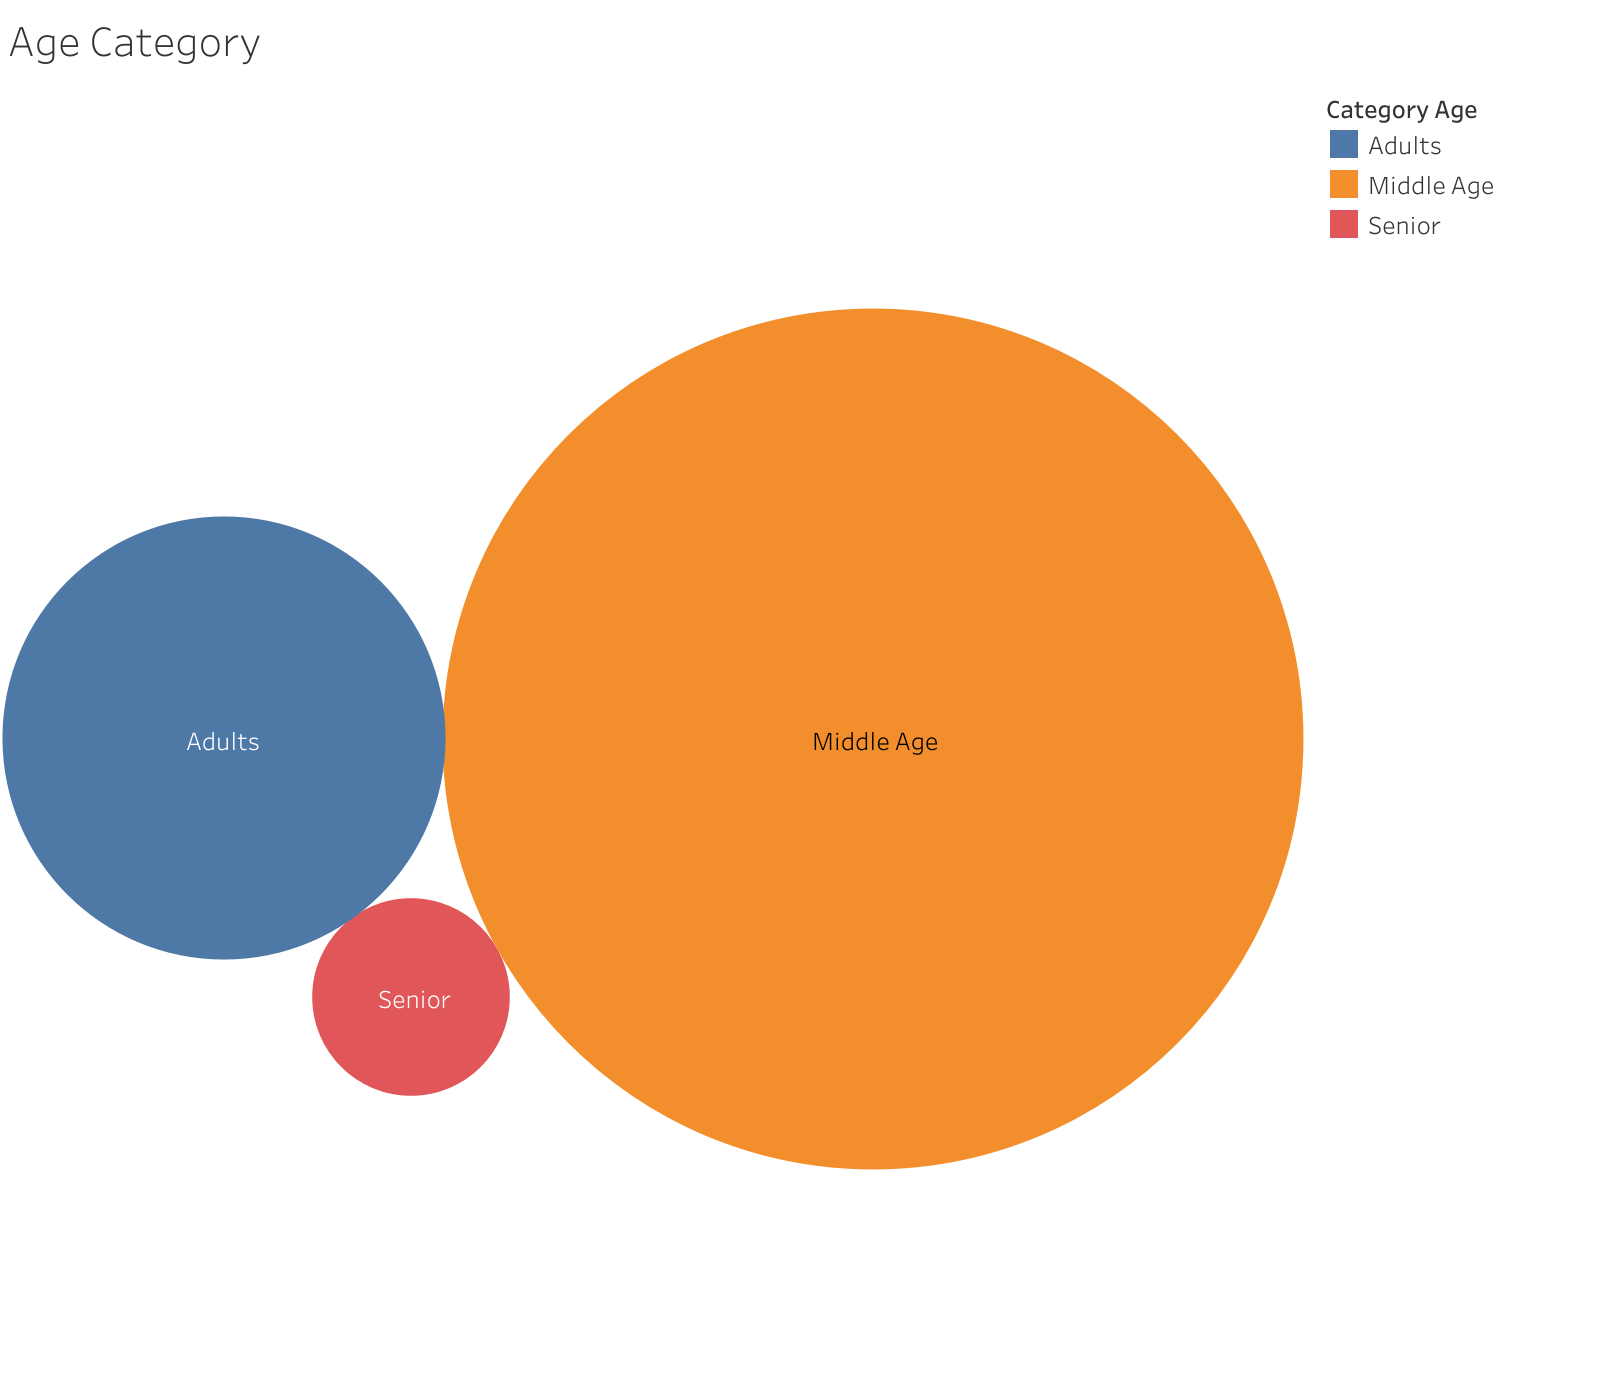 Age Category
Category Age
Adults
Middle Age
Senior
Adults
Middle Age
Senior